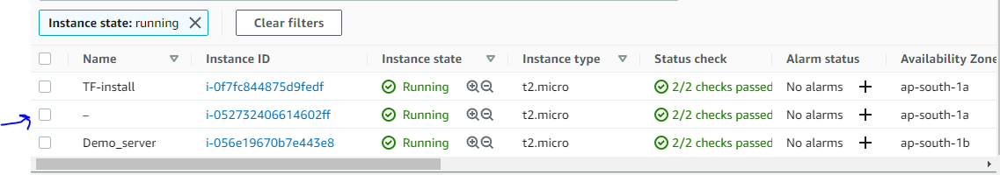 Instance state: running
Clear filters
Name Instance ID Instance state Instance type Status check Alarm status Availability Zone
TF-install i-0f7fc844875d9fedf Running t2.micro 2/2 checks passed No alarms + ap-south-1a
– i-052732406614602ff Running t2.micro 2/2 checks passed No alarms + ap-south-1a
Demo_server i-056e19670b7e443e8 Running t2.micro 2/2 checks passed No alarms + ap-south-1b